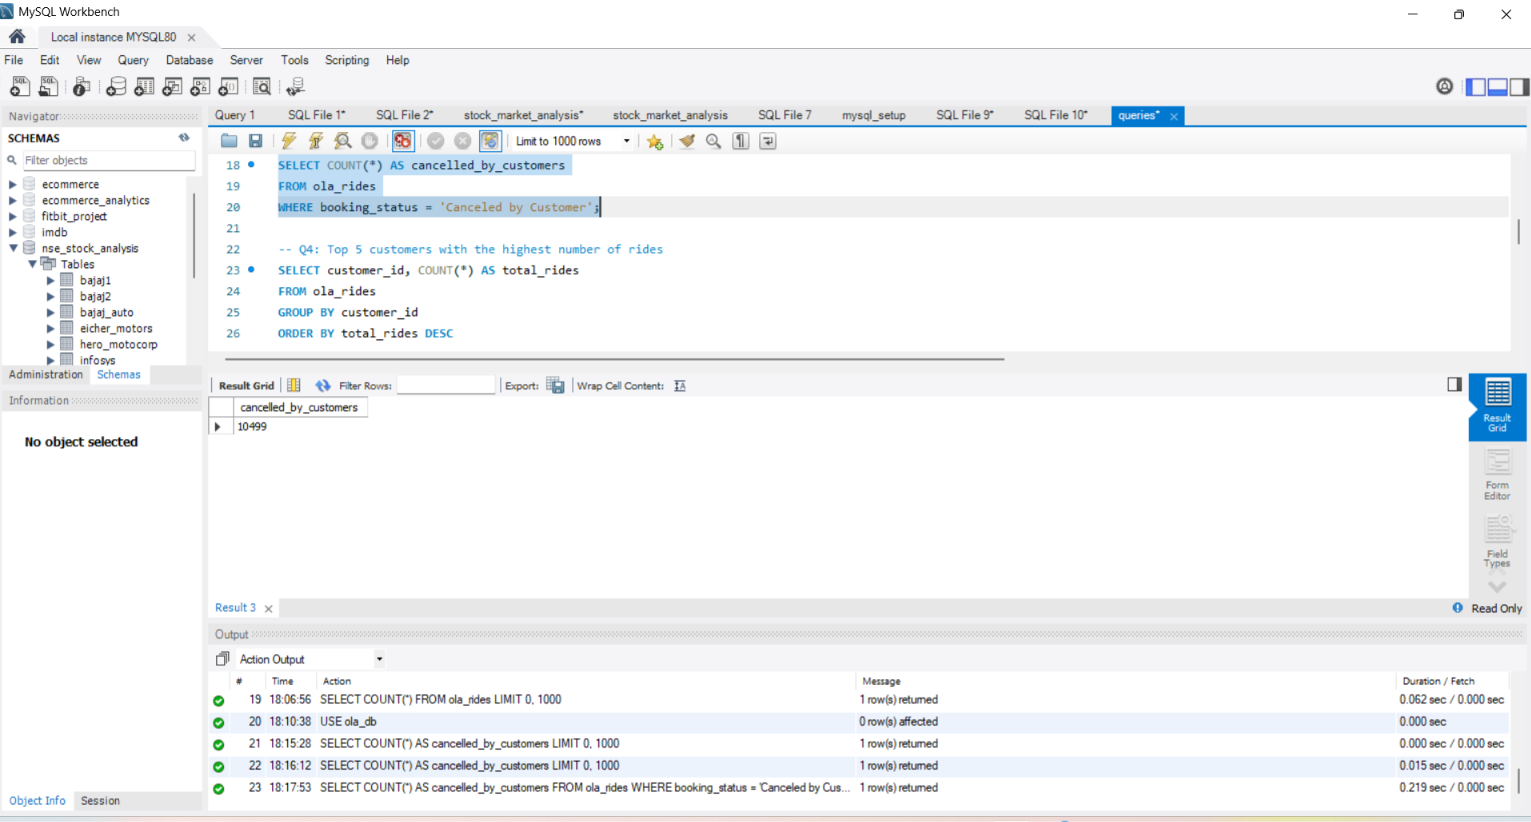 MySQL Workbench
Local instance MYSQL80
File Edit View Query Database Server Tools Scripting Help
Navigator
SCHEMAS
Filter objects
ecommerce
ecommerce_analytics
fitbit_project
imdb
nse_stock_analysis
Tables
bajaj1
bajaj2
bajaj_auto
eicher_motors
hero_motocorp
infosys
Administration Schemas
Information
No object selected
Object Info Session
Query 1 SQL File 1* SQL File 2* stock_market_analysis* stock_market_analysis SQL File 7 mysql_setup SQL File 9* SQL File 10* queries*
Limit to 1000 rows
18 SELECT COUNT(*) AS cancelled_by_customers
19 FROM ola_rides
20 WHERE booking_status = 'Canceled by Customer';
21
22 -- Q4: Top 5 customers with the highest number of rides
23 SELECT customer_id, COUNT(*) AS total_rides
24 FROM ola_rides
25 GROUP BY customer_id
26 ORDER BY total_rides DESC
Result Grid Filter Rows: Export: Wrap Cell Content:
cancelled_by_customers
10499
Result Grid
Form Editor
Field Types
Result 3
Read Only
Output
Action Output
# Time Action Message Duration / Fetch
19 18:06:56 SELECT COUNT(*) FROM ola_rides LIMIT 0, 1000 1 row(s) returned 0.062 sec / 0.000 sec
20 18:10:38 USE ola_db 0 row(s) affected 0.000 sec
21 18:15:28 SELECT COUNT(*) AS cancelled_by_customers LIMIT 0, 1000 1 row(s) returned 0.000 sec / 0.000 sec
22 18:16:12 SELECT COUNT(*) AS cancelled_by_customers LIMIT 0, 1000 1 row(s) returned 0.015 sec / 0.000 sec
23 18:17:53 SELECT COUNT(*) AS cancelled_by_customers FROM ola_rides WHERE booking_status = 'Canceled by Cus... 1 row(s) returned 0.219 sec / 0.000 sec